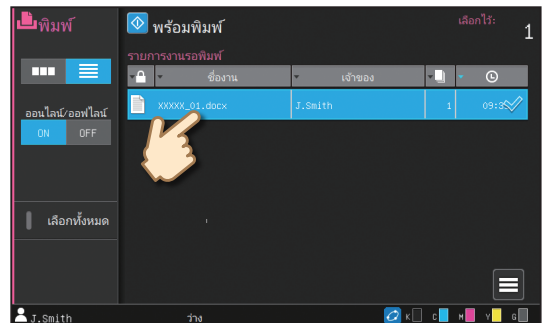 พิมพ์
พร้อมพิมพ์
เลือกไว้:
1
รายการงานรอพิมพ์
ชื่องาน
เจ้าของ
XXXXX_01.docx
J.Smith
1
09:3
ออนไลน์/ออฟไลน์
ON
OFF
เลือกทั้งหมด
J.Smith
ว่าง
K
C
M
Y
G